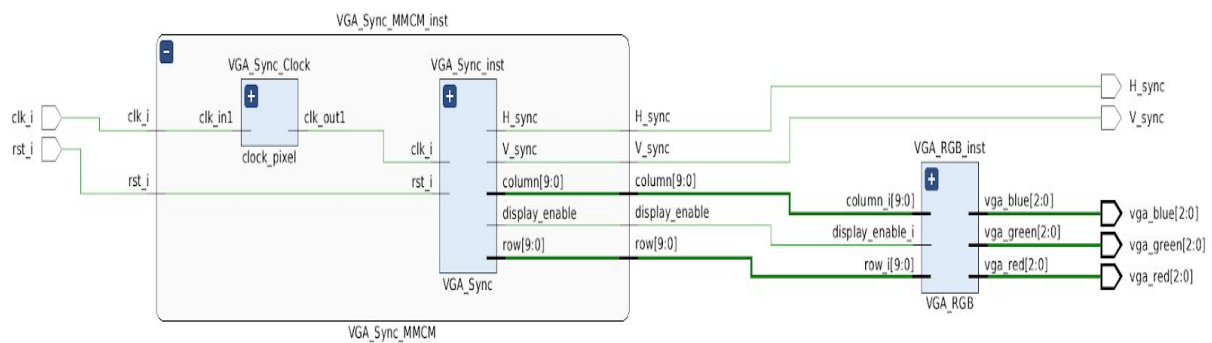 VGA_Sync_MMCM_inst
VGA_Sync_Clock
VGA_Sync_inst
clk_i
clk_i
clk_in1
clk_out1
clock_pixel
rst_i
rst_i
clk_i
rst_i
H_sync
V_sync
column[9:0]
display_enable
row[9:0]
VGA_Sync
H_sync
V_sync
column[9:0]
display_enable
row[9:0]
VGA_Sync_MMCM
VGA_RGB_inst
column_i[9:0]
display_enable_i
row_i[9:0]
vga_blue[2:0]
vga_green[2:0]
vga_red[2:0]
VGA_RGB
H_sync
V_sync
vga_blue[2:0]
vga_green[2:0]
vga_red[2:0]